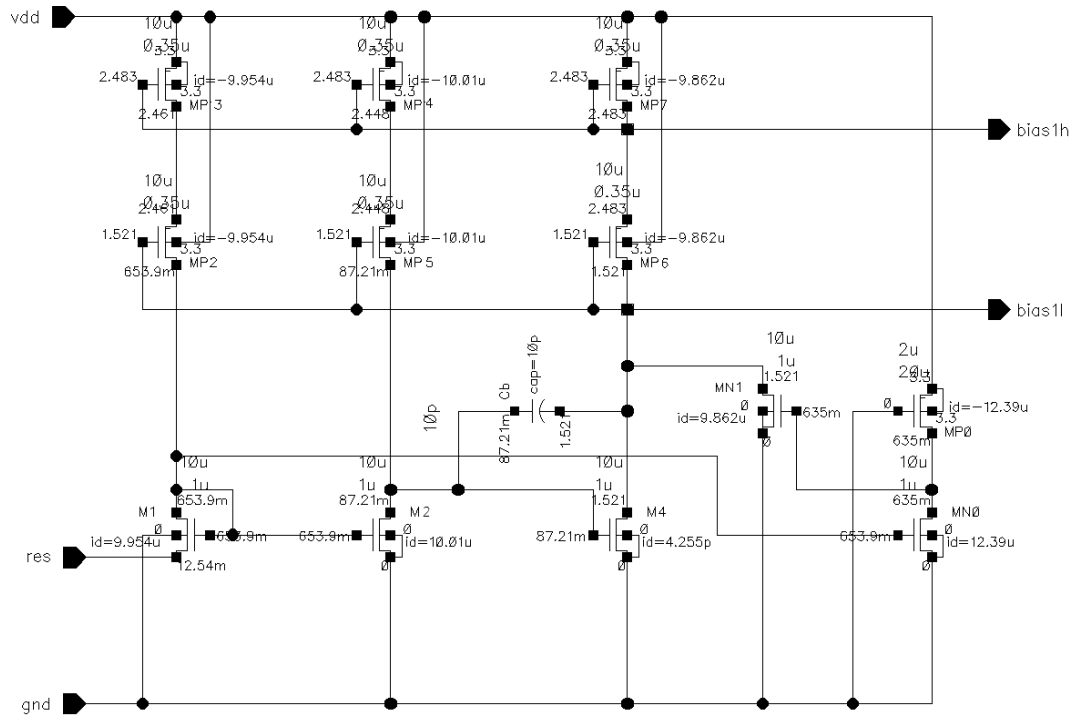 vdd
10u 10u 10u
0.35u 0.35u 0.35u
3.3 3.3 3.3
2.483 id=-9.954u 2.483 id=-10.01u 2.483 id=-9.862u
3.3 3.3 3.3
MP3 MP4 MP7
2.461 2.448 2.483
bias1h
10u 10u 10u
0.35u 0.35u 0.35u
2.461 2.448 2.483
1.521 id=-9.954u 1.521 id=-10.01u 1.521 id=-9.862u
3.3 3.3 3.3
MP2 MP5 MP6
653.9m 87.21m 1.521
bias1l
10u 2u
1u 20u
1.521 3.3
MN1
0 635m 0 id=-12.39u
id=9.862u 3.3
0 635m MP0
10p
Cb
cap=10p
87.21m
1.521
10u 10u 10u 10u
1u 1u 1u 1u
653.9m 87.21m 1.521 635m
M1 M2 M4 MN0
0 0 0 0
653.9m 653.9m 87.21m 653.9m
id=9.954u id=10.01u id=4.255p id=12.39u
res
12.54m 0 0 0
gnd